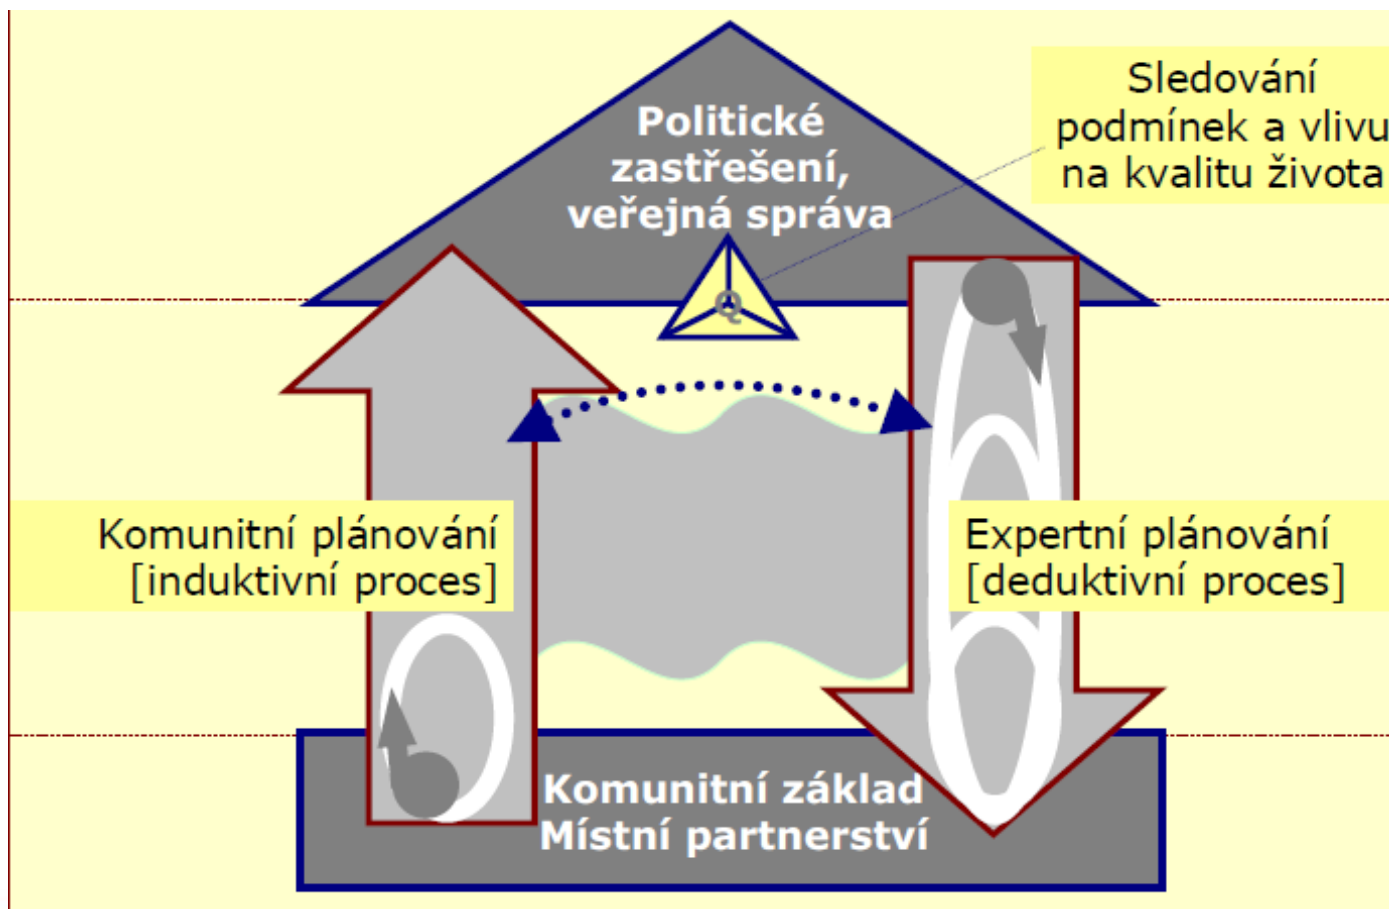 Politické
zastřešení,
veřejná správa
Sledování
podmínek a vlivu
na kvalitu života
Q
Komunitní plánování
[induktivní proces]
Expertní plánování
[deduktivní proces]
Komunitní základ
Místní partnerství